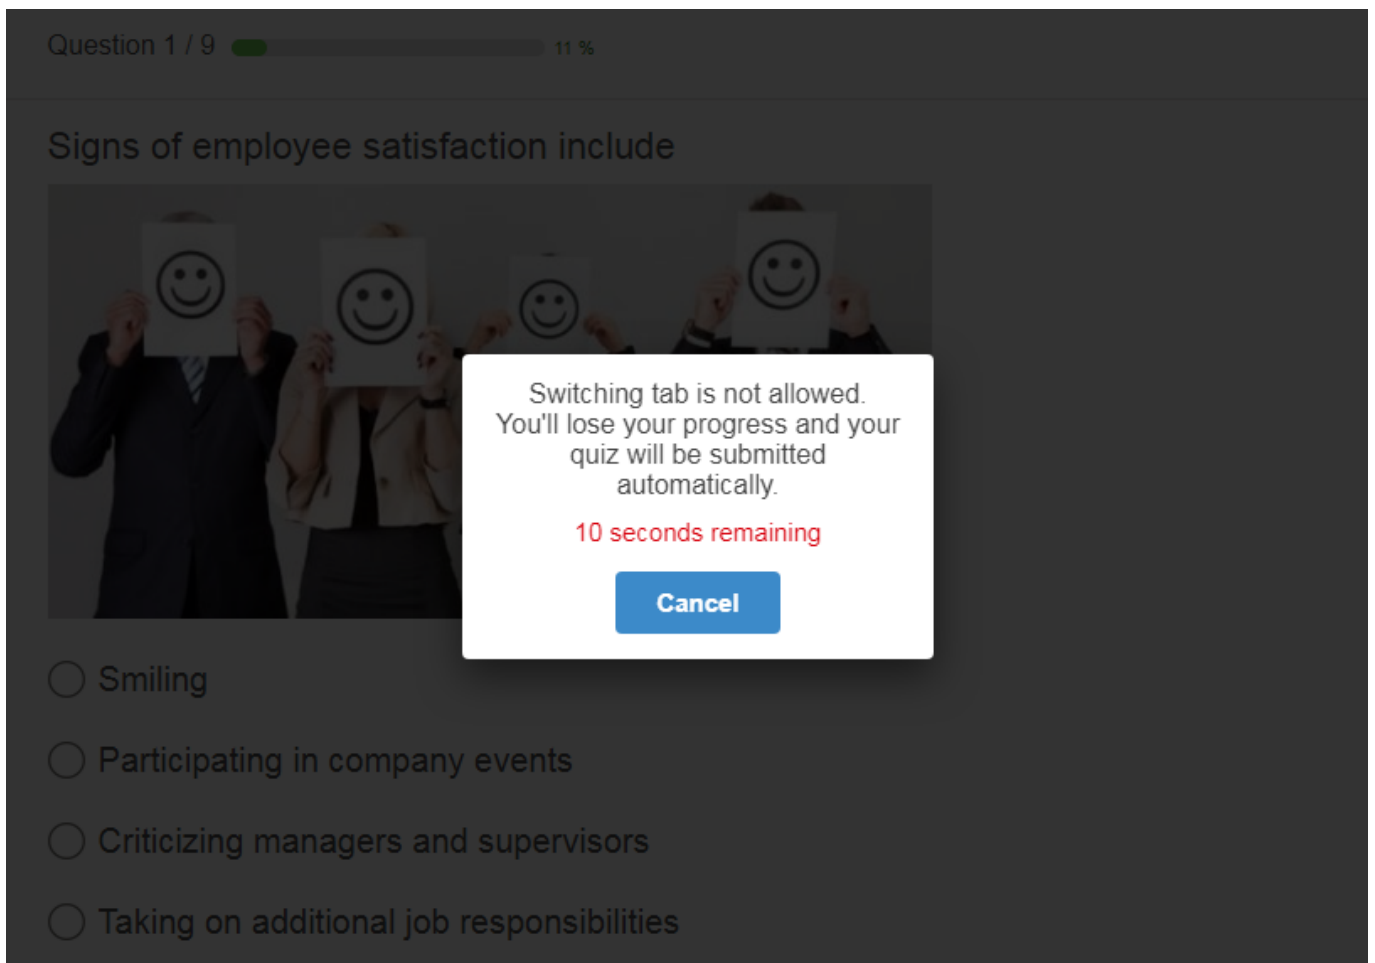 Question 1 / 9 11 %
Signs of employee satisfaction include
Switching tab is not allowed.
You'll lose your progress and your
quiz will be submitted
automatically.
10 seconds remaining
Cancel
Smiling
Participating in company events
Criticizing managers and supervisors
Taking on additional job responsibilities